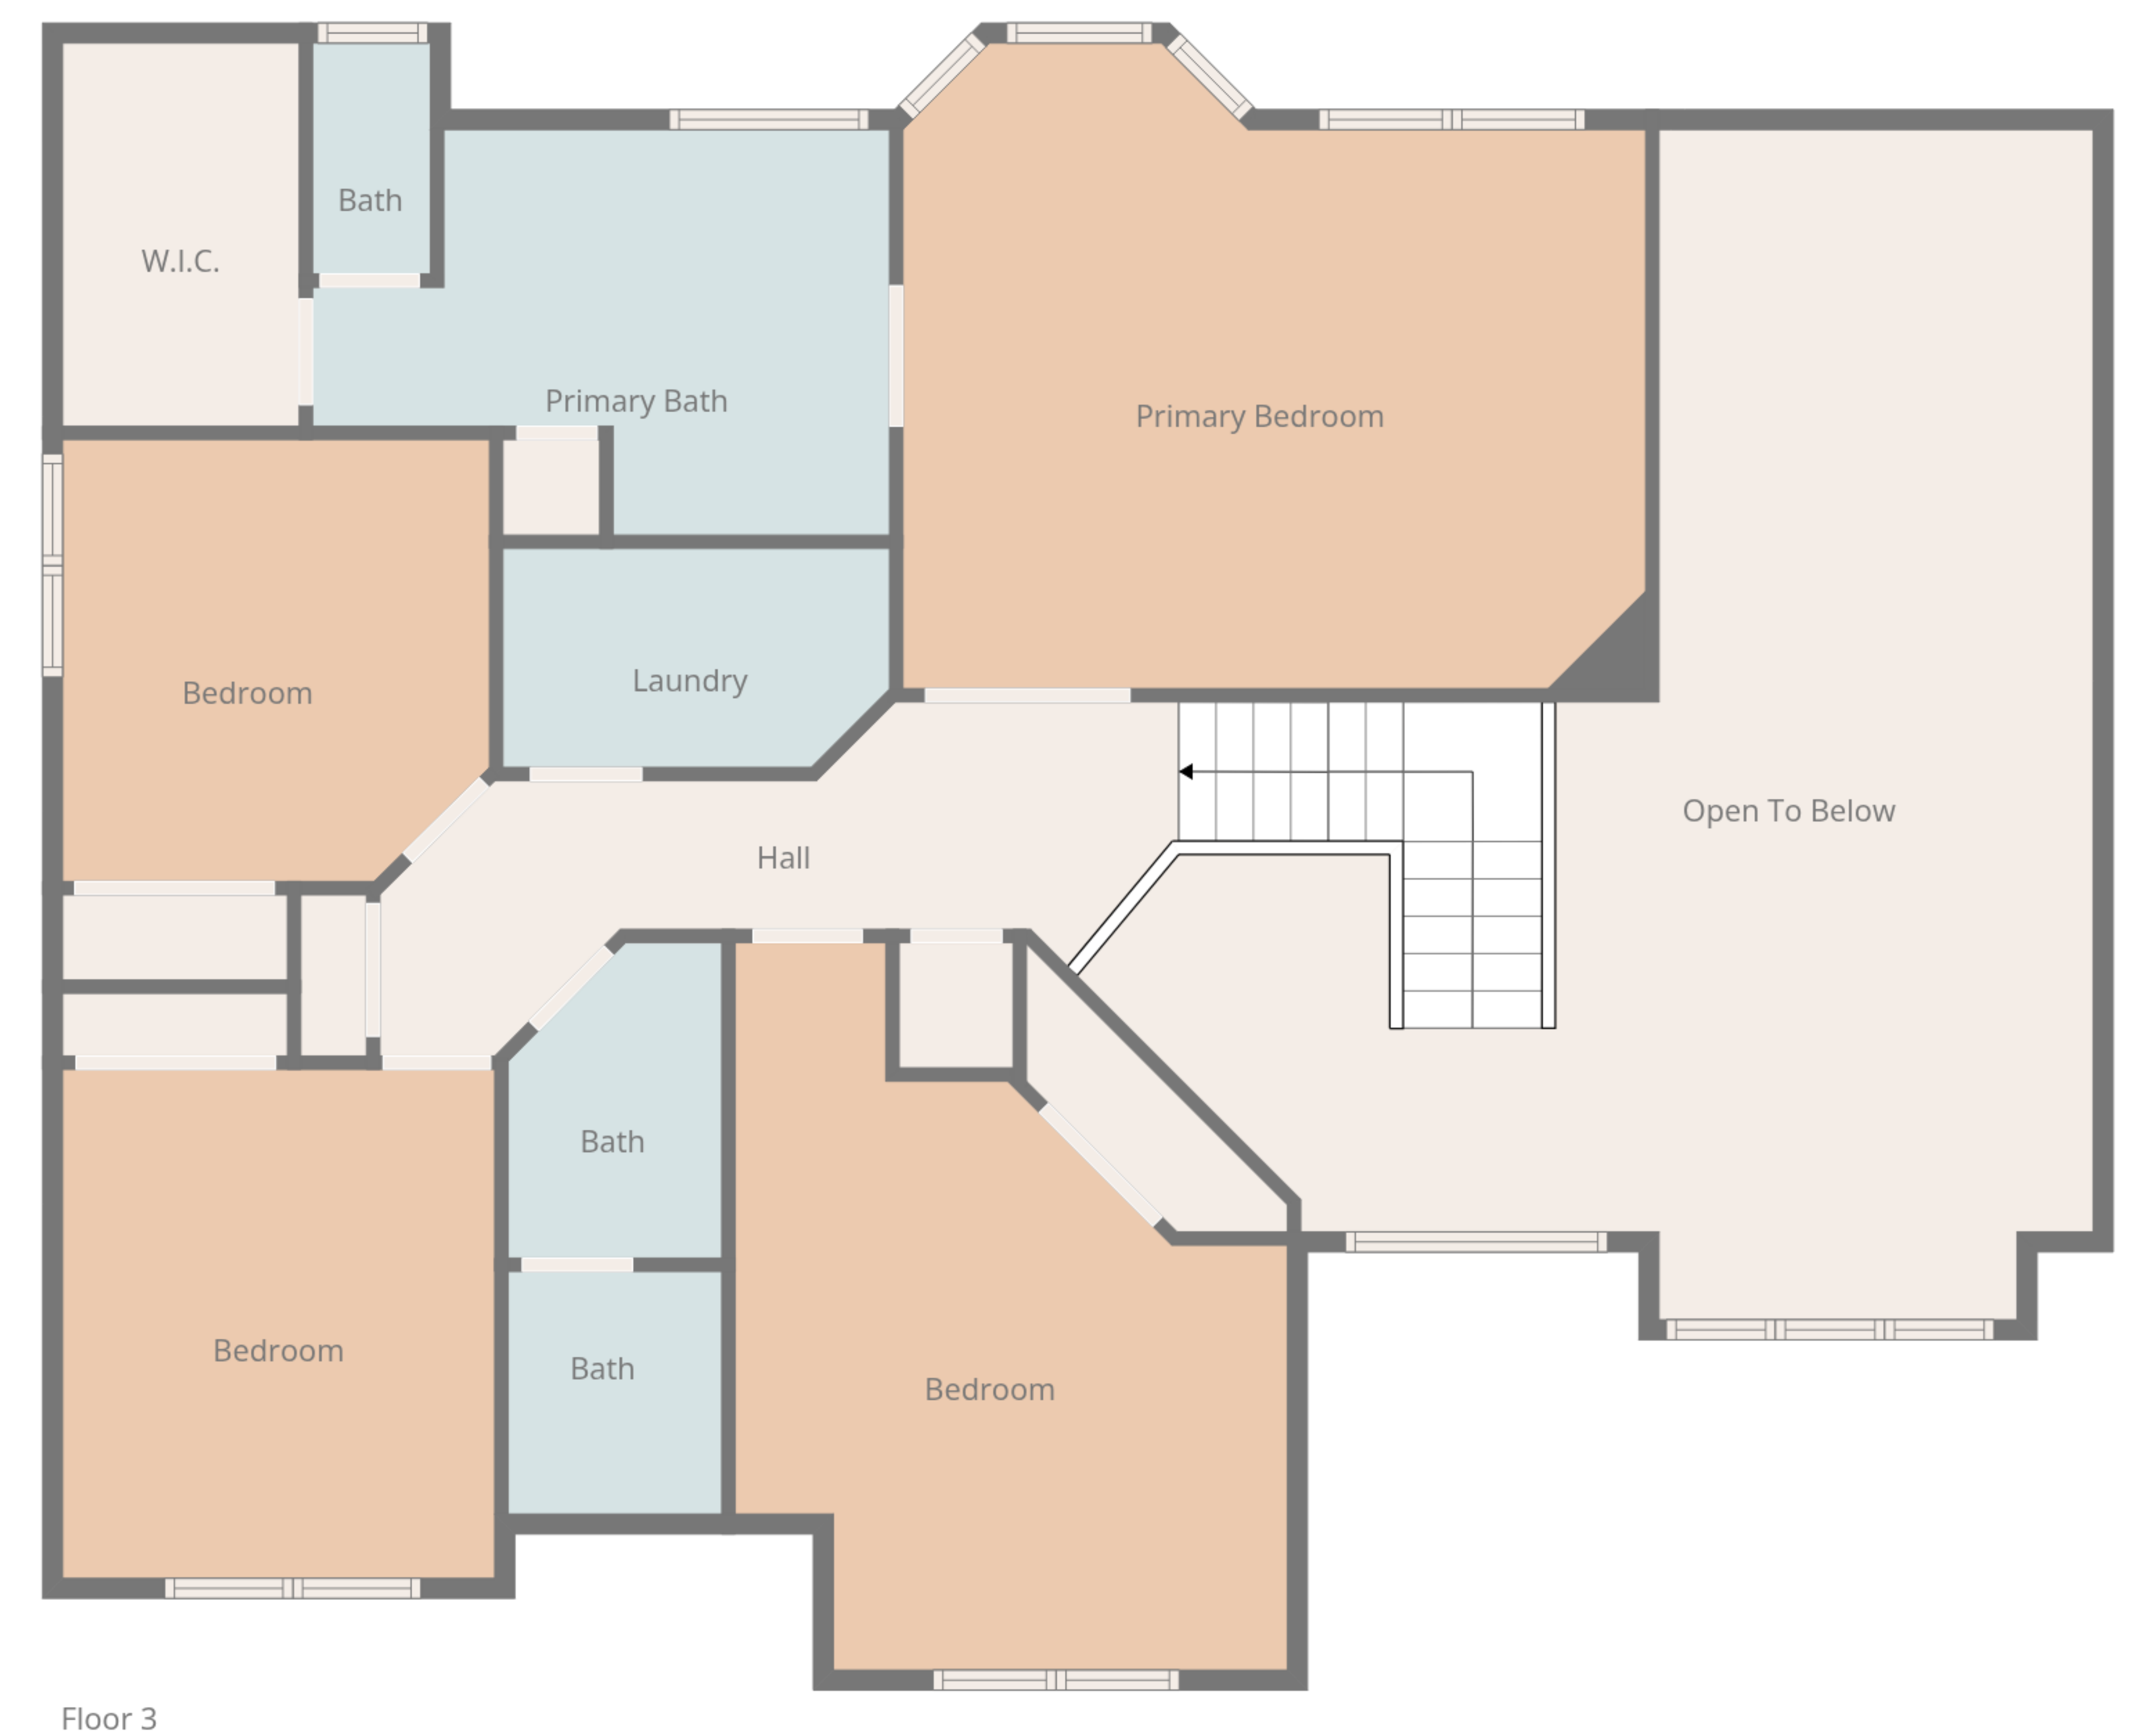 Bath
W.I.C.
Primary Bath
Primary Bedroom
Laundry
Bedroom
Open To Below
Hall
Bath
Bedroom
Bath
Bedroom
Floor 3